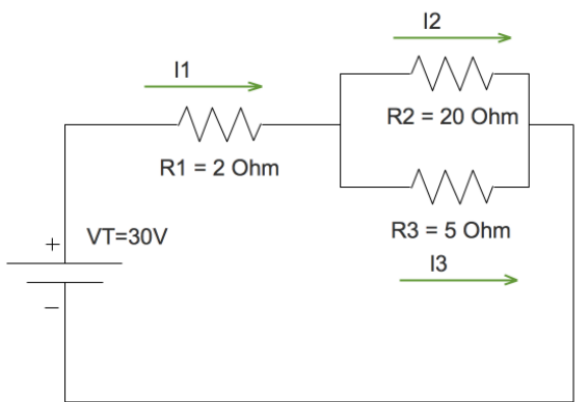 I2
I1
R2 = 20 Ohm
R1 = 2 Ohm
R3 = 5 Ohm
+ VT=30V
I3
−